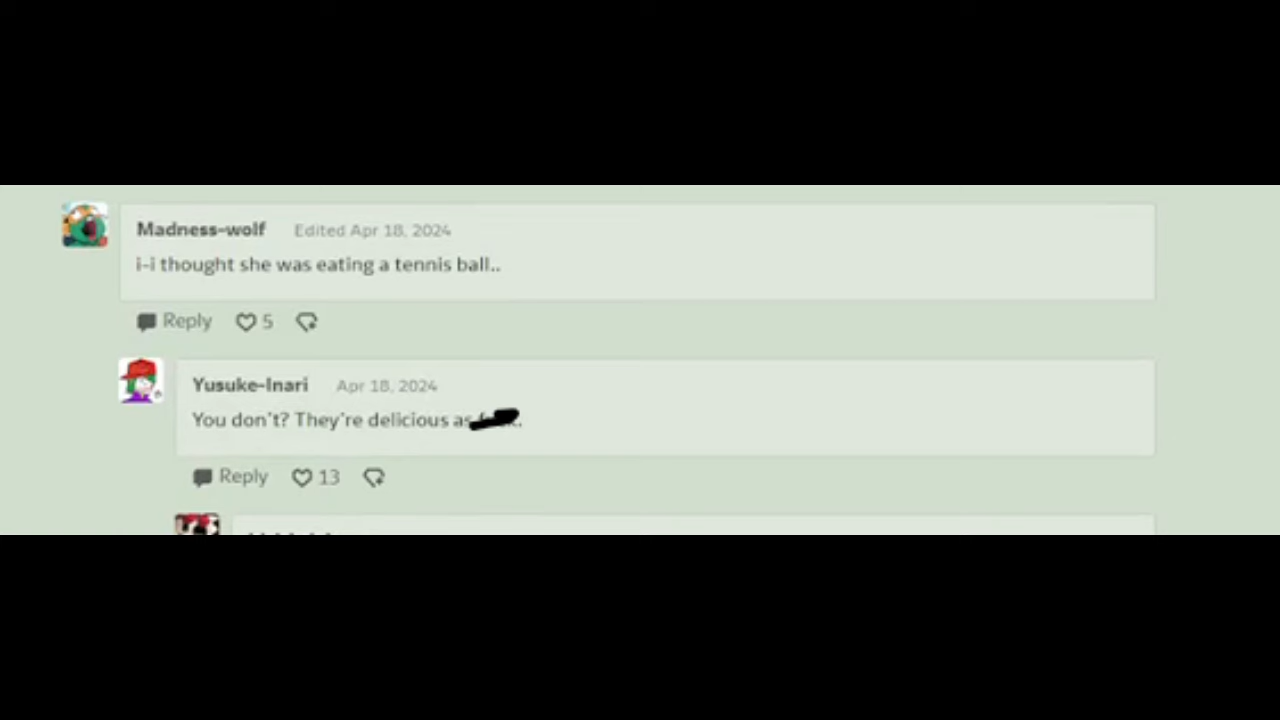 Madness-wolf Edited Apr 18, 2024
i-i thought she was eating a tennis ball..
Reply 5
Yusuke-Inari Apr 18, 2024
You don't? They're delicious as
Reply 13